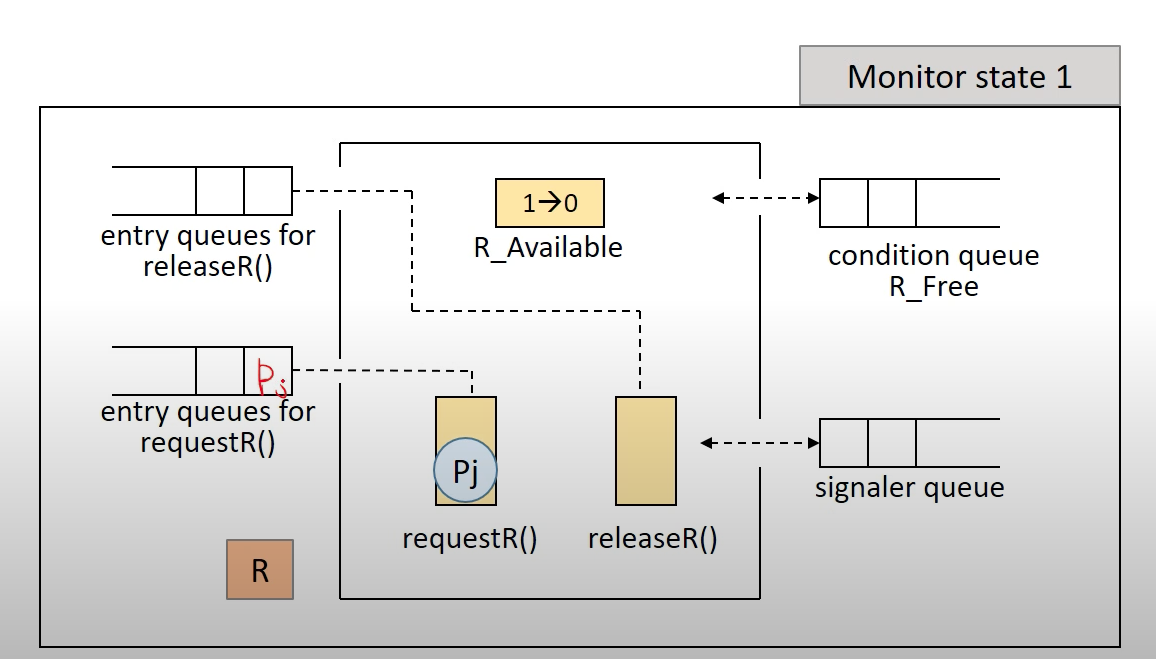 Monitor state 1
entry queues for
releaseR()
1→0
R_Available
condition queue
R_Free
Pj
entry queues for
requestR()
Pj
requestR()
releaseR()
signaler queue
R